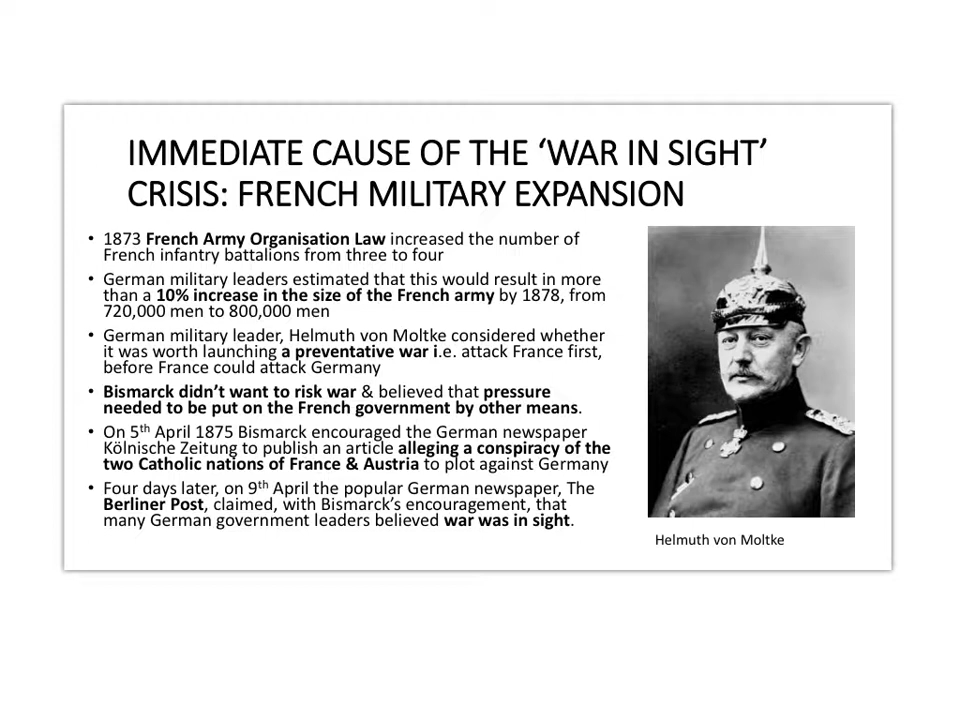 IMMEDIATE CAUSE OF THE ‘WAR IN SIGHT’
CRISIS: FRENCH MILITARY EXPANSION
• 1873 French Army Organisation Law increased the number of
French infantry battalions from three to four
• German military leaders estimated that this would result in more
than a 10% increase in the size of the French army by 1878, from
720,000 men to 800,000 men
• German military leader, Helmuth von Moltke considered whether
it was worth launching a preventative war i.e. attack France first,
before France could attack Germany
• Bismarck didn’t want to risk war & believed that pressure
needed to be put on the French government by other means.
• On 5th April 1875 Bismarck encouraged the German newspaper
Kölnische Zeitung to publish an article alleging a conspiracy of the
two Catholic nations of France & Austria to plot against Germany
• Four days later, on 9th April the popular German newspaper, The
Berliner Post, claimed, with Bismarck’s encouragement, that
many German government leaders believed war was in sight.
Helmuth von Moltke